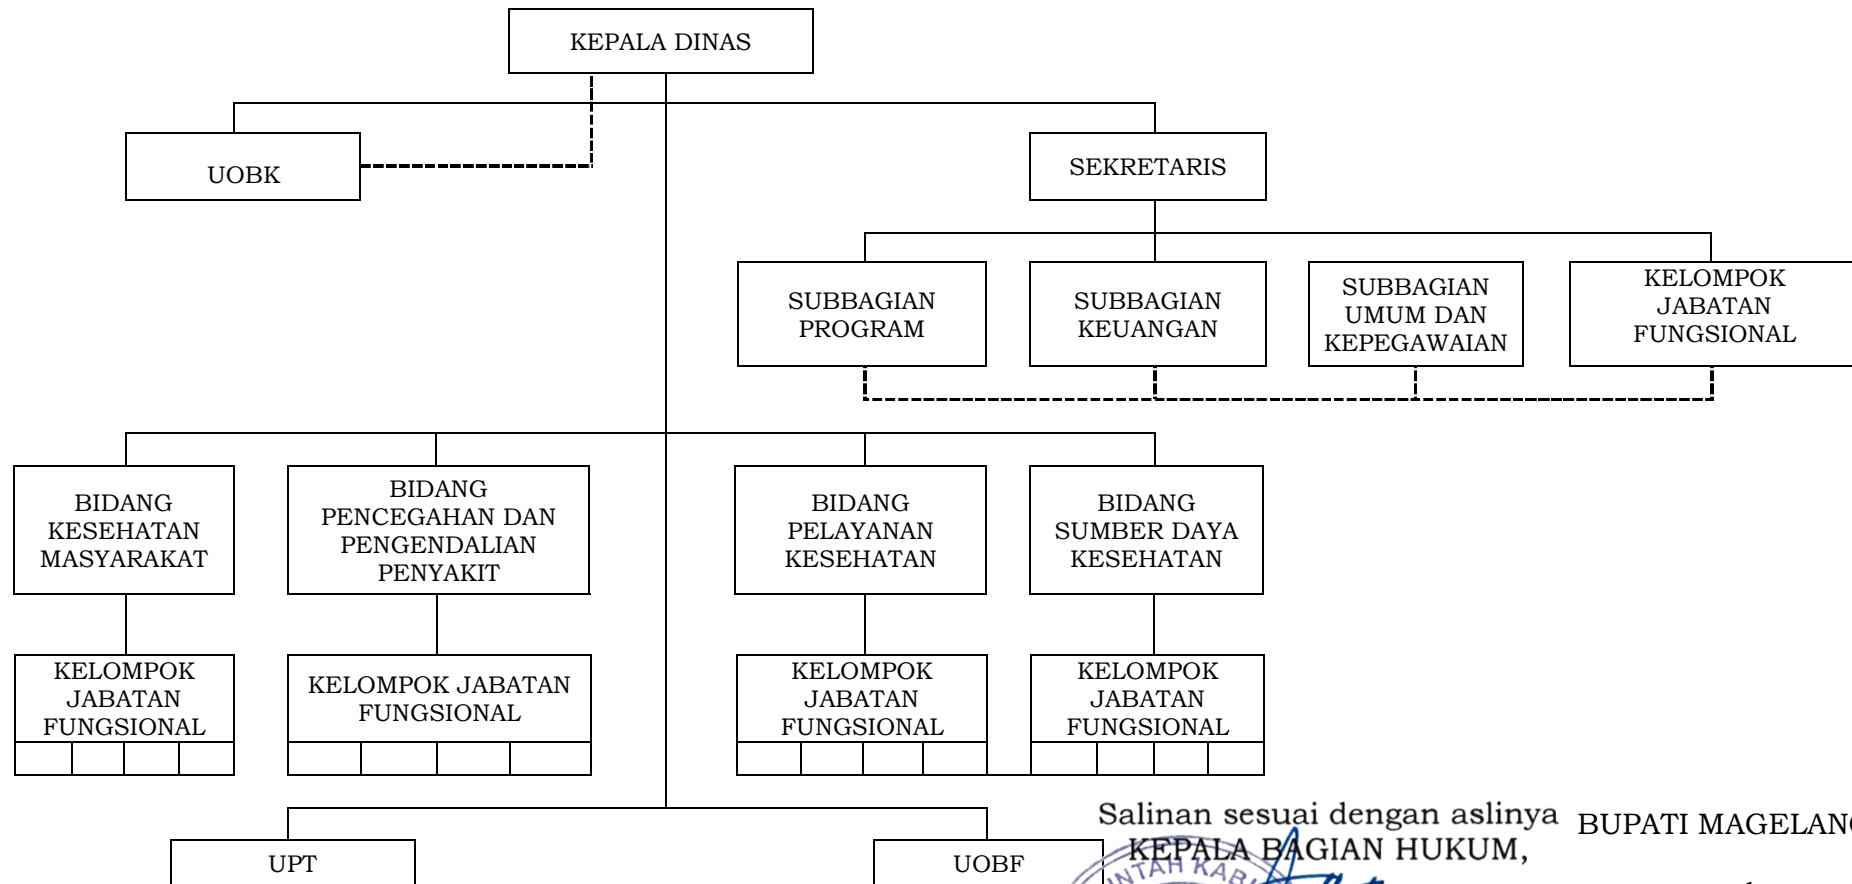 KEPALA DINAS
UOBK
SEKRETARIS
SUBBAGIAN
PROGRAM
SUBBAGIAN
KEUANGAN
SUBBAGIAN
UMUM DAN
KEPEGAWAIAN
KELOMPOK
JABATAN
FUNGSIONAL
BIDANG
KESEHATAN
MASYARAKAT
BIDANG
PENCEGAHAN DAN
PENGENDALIAN
PENYAKIT
BIDANG
PELAYANAN
KESEHATAN
BIDANG
SUMBER DAYA
KESEHATAN
KELOMPOK
JABATAN
FUNGSIONAL
KELOMPOK JABATAN
FUNGSIONAL
KELOMPOK
JABATAN
FUNGSIONAL
KELOMPOK
JABATAN
FUNGSIONAL
UPT
UOBF
Salinan sesuai dengan aslinya
KEPALA BAGIAN HUKUM,
BUPATI MAGELANG